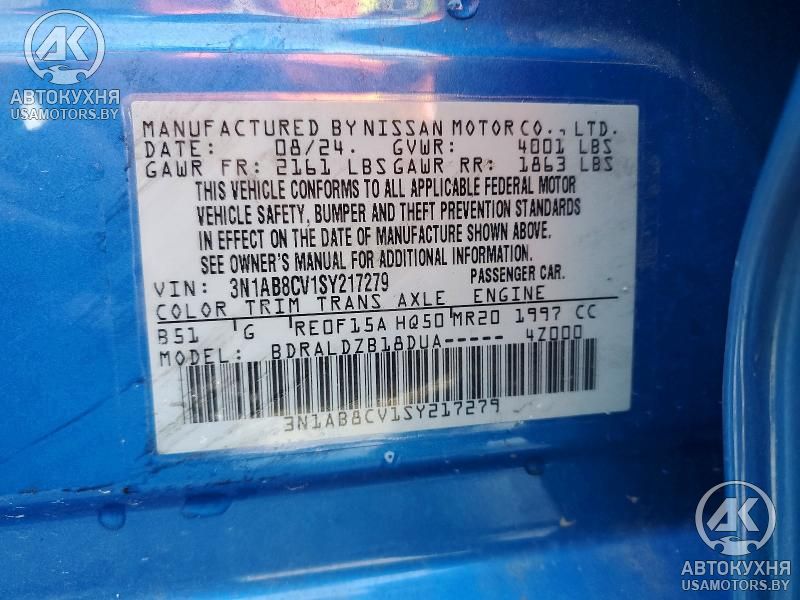 АК
АВТОКУХНЯ
USAMOTORS.BY
MANUFACTURED BY NISSAN MOTOR CO., LTD.
DATE: 08/24. GVWR: 4001 LBS
GAWR FR: 2161 LBS GAWR RR: 1863 LBS
THIS VEHICLE CONFORMS TO ALL APPLICABLE FEDERAL MOTOR
VEHICLE SAFETY, BUMPER AND THEFT PREVENTION STANDARDS
IN EFFECT ON THE DATE OF MANUFACTURE SHOWN ABOVE.
SEE OWNER'S MANUAL FOR ADDITIONAL INFORMATION.
VIN: 3N1AB8CV1SY217279 PASSENGER CAR.
COLOR TRIM TRANS AXLE ENGINE
B51 G RE0F15A HQ50 MR20 1997 CC
MODEL: BDRALDZB18DUA----- 4Z000
3N1AB8CV1SY217279
АК
АВТОКУХНЯ
USAMOTORS.BY